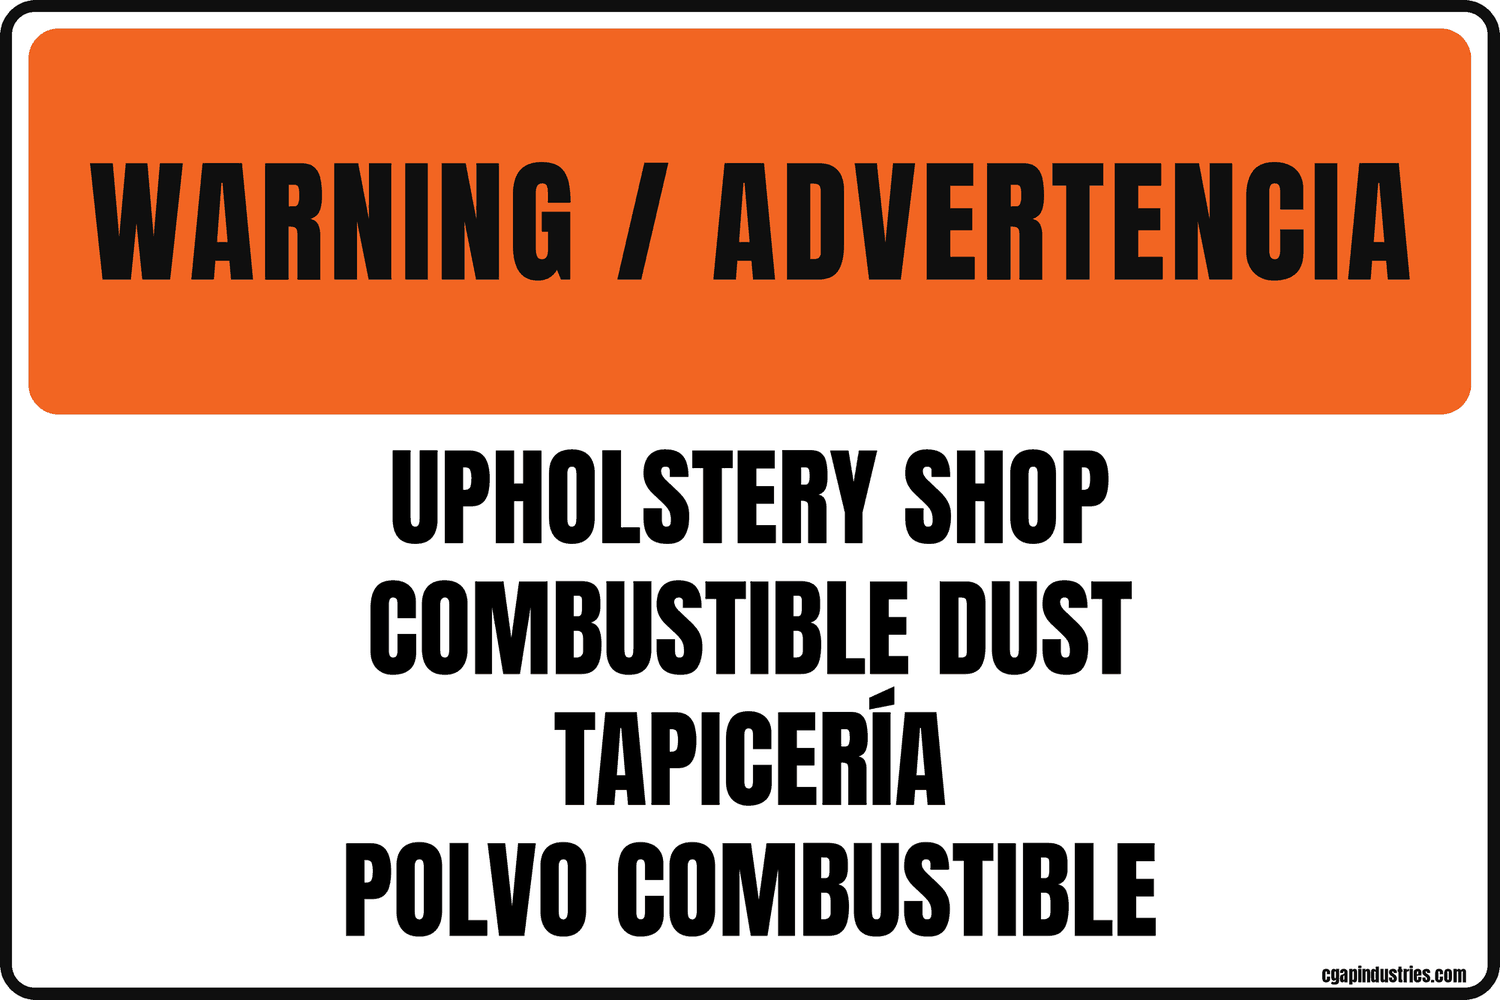 WARNING / ADVERTENCIA
UPHOLSTERY SHOP
COMBUSTIBLE DUST
TAPICERÍA
POLVO COMBUSTIBLE
cgapindustries.com